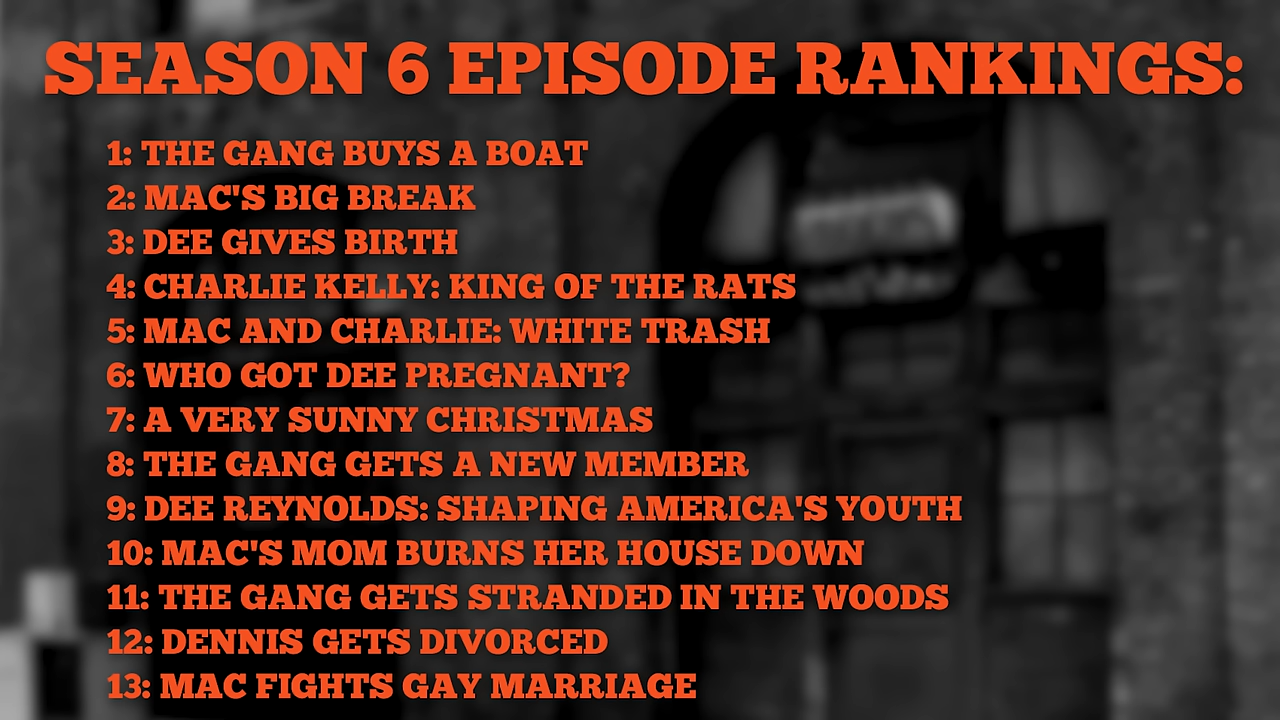 SEASON 6 EPISODE RANKINGS:
1: THE GANG BUYS A BOAT
2: MAC'S BIG BREAK
3: DEE GIVES BIRTH
4: CHARLIE KELLY: KING OF THE RATS
5: MAC AND CHARLIE: WHITE TRASH
6: WHO GOT DEE PREGNANT?
7: A VERY SUNNY CHRISTMAS
8: THE GANG GETS A NEW MEMBER
9: DEE REYNOLDS: SHAPING AMERICA'S YOUTH
10: MAC'S MOM BURNS HER HOUSE DOWN
11: THE GANG GETS STRANDED IN THE WOODS
12: DENNIS GETS DIVORCED
13: MAC FIGHTS GAY MARRIAGE